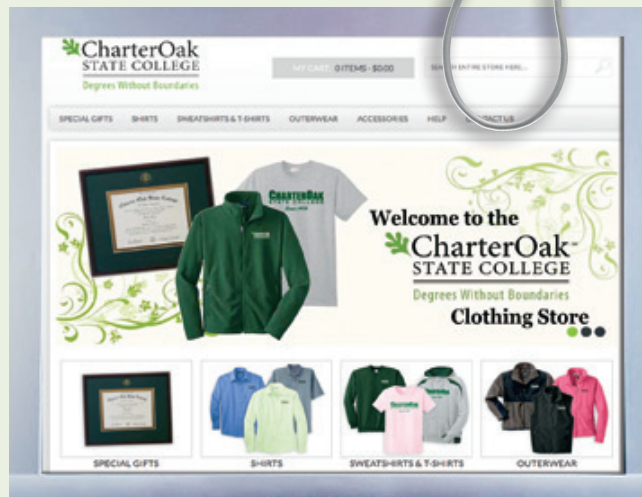 CharterOak
STATE COLLEGE
Degrees Without Boundaries
MY CART: 0 ITEMS - $0.00
SEARCH ENTIRE STORE HERE...
SPECIAL GIFTS SHIRTS SWEATSHIRTS & T-SHIRTS OUTERWEAR ACCESSORIES HELP CONTACT US
CHARTEROAK
STATE COLLEGE
Welcome to the
CharterOak
STATE COLLEGE
Degrees Without Boundaries
Clothing Store
SPECIAL GIFTS
SHIRTS
SWEATSHIRTS & T-SHIRTS
OUTERWEAR